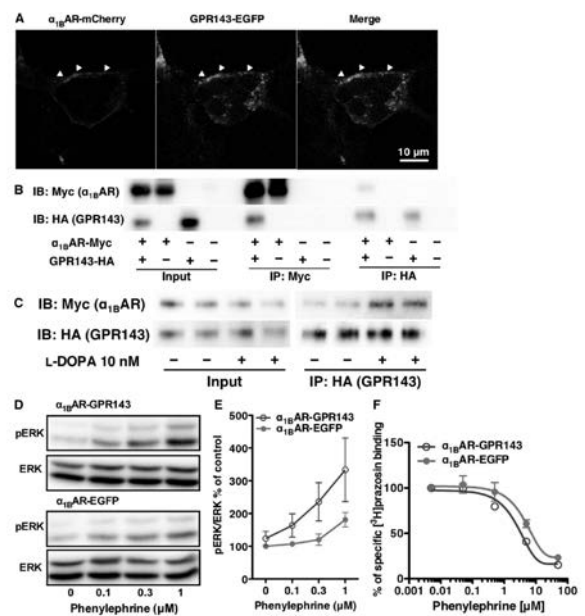 A α1BAR-mCherry GPR143-EGFP Merge
10 μm
B IB: Myc (α1BAR)
IB: HA (GPR143)
α1BAR-Myc + + − − + + − − + + − −
GPR143-HA + − + − + − + − + − + −
Input IP: Myc IP: HA
C IB: Myc (α1BAR)
IB: HA (GPR143)
L-DOPA 10 nM − − + + − − + +
Input IP: HA (GPR143)
D α1BAR-GPR143
pERK
ERK
α1BAR-EGFP
pERK
ERK
0 0.1 0.3 1
Phenylephrine (μM)
E
α1BAR-GPR143
α1BAR-EGFP
pERK/ERK % of control
500
400
300
200
100
0
0 0.1 0.3 1
Phenylephrine (μM)
F
α1BAR-GPR143
α1BAR-EGFP
% of specific [³H]prazosin binding
150
100
50
0
0.001 0.01 0.1 1 10 100
Phenylephrine [μM]